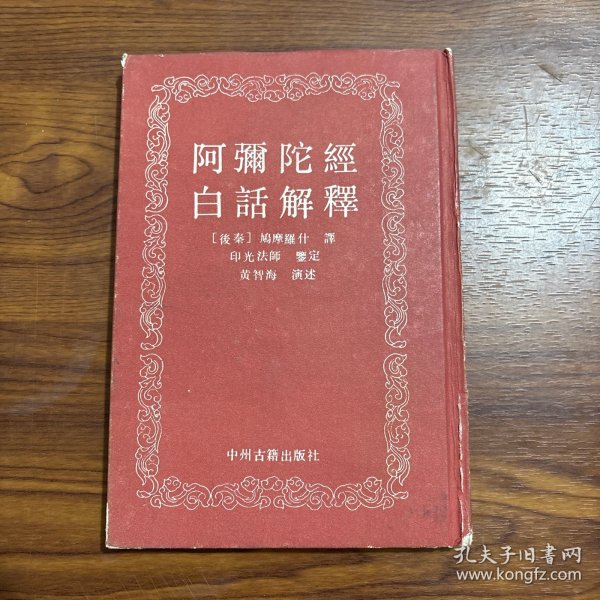 阿彌陀經
白話解釋
[後秦]鳩摩羅什 譯
印光法師 鑒定
黄智海 演述
中州古籍出版社
孔夫子旧书网
www.kongfz.com